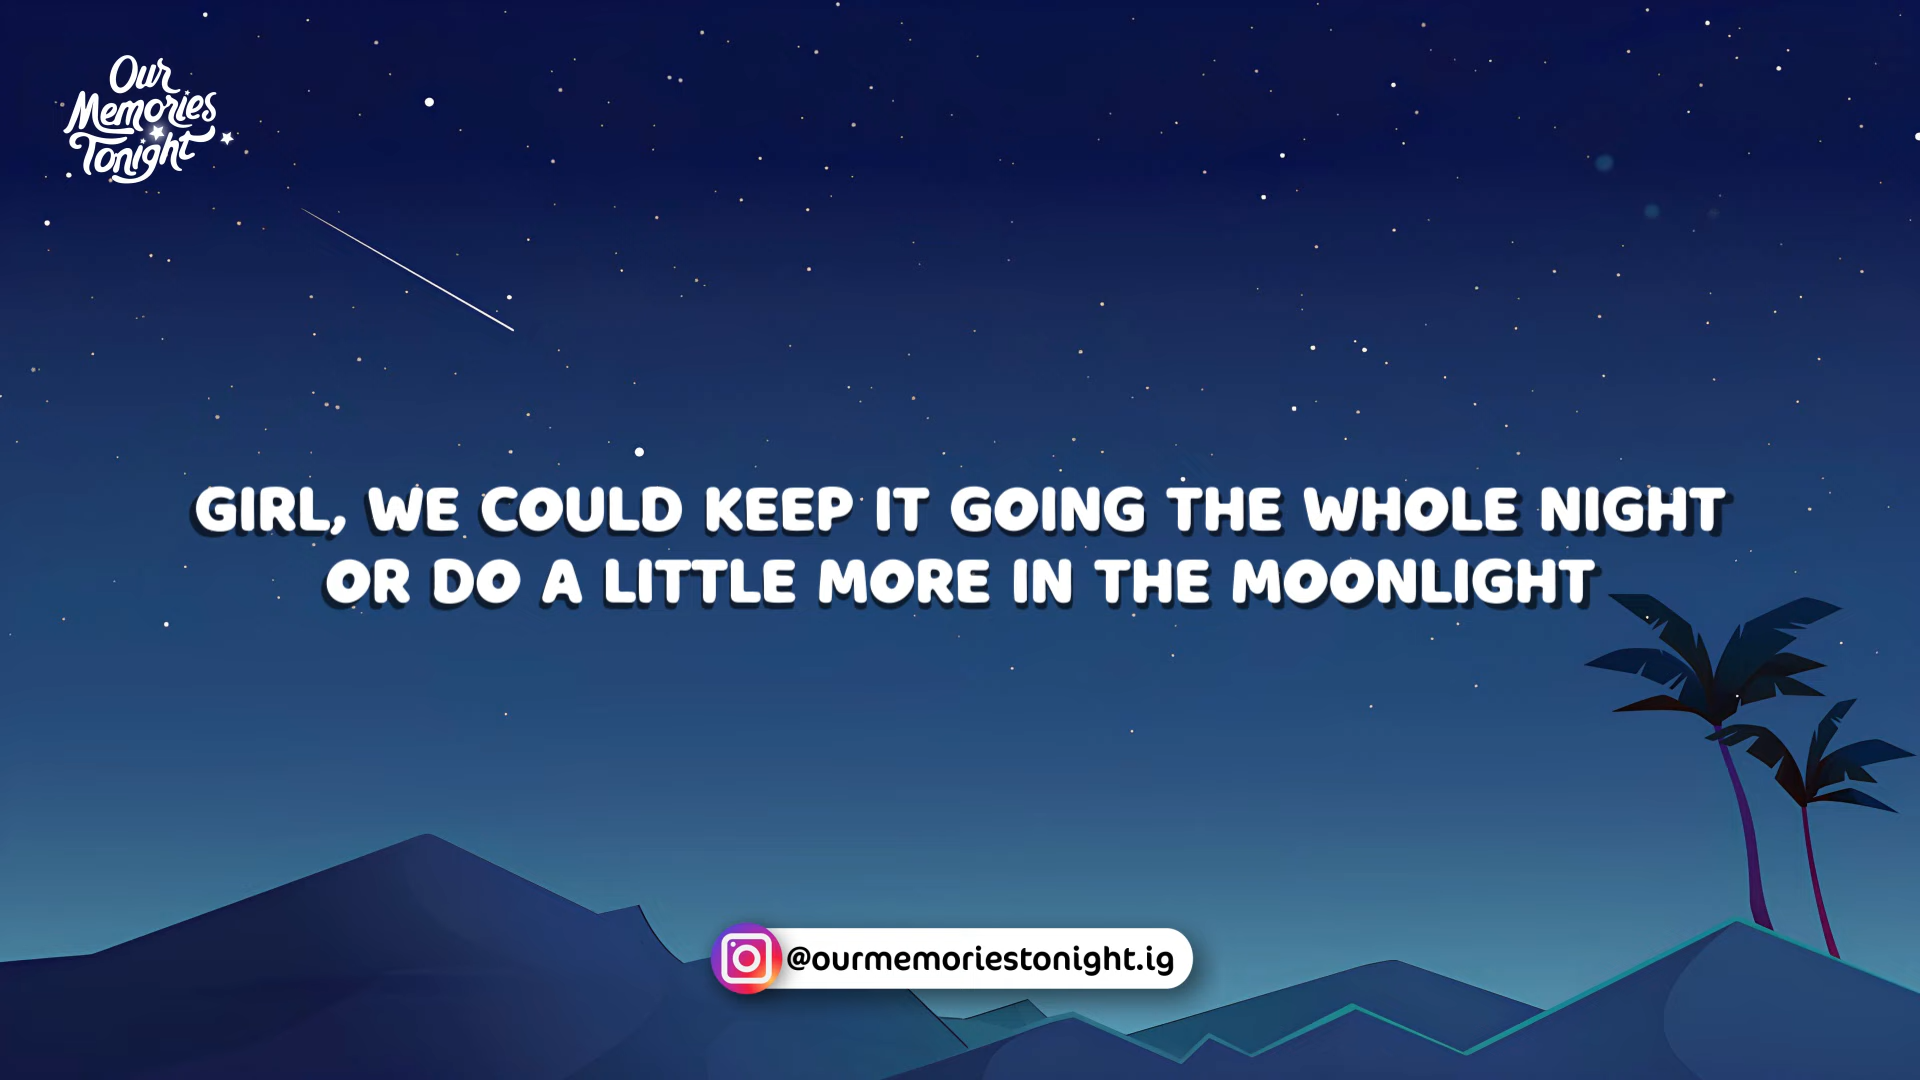 Our
Memories
Tonight
GIRL, WE COULD KEEP IT GOING THE WHOLE NIGHT
OR DO A LITTLE MORE IN THE MOONLIGHT
@ourmemoriestonight.ig